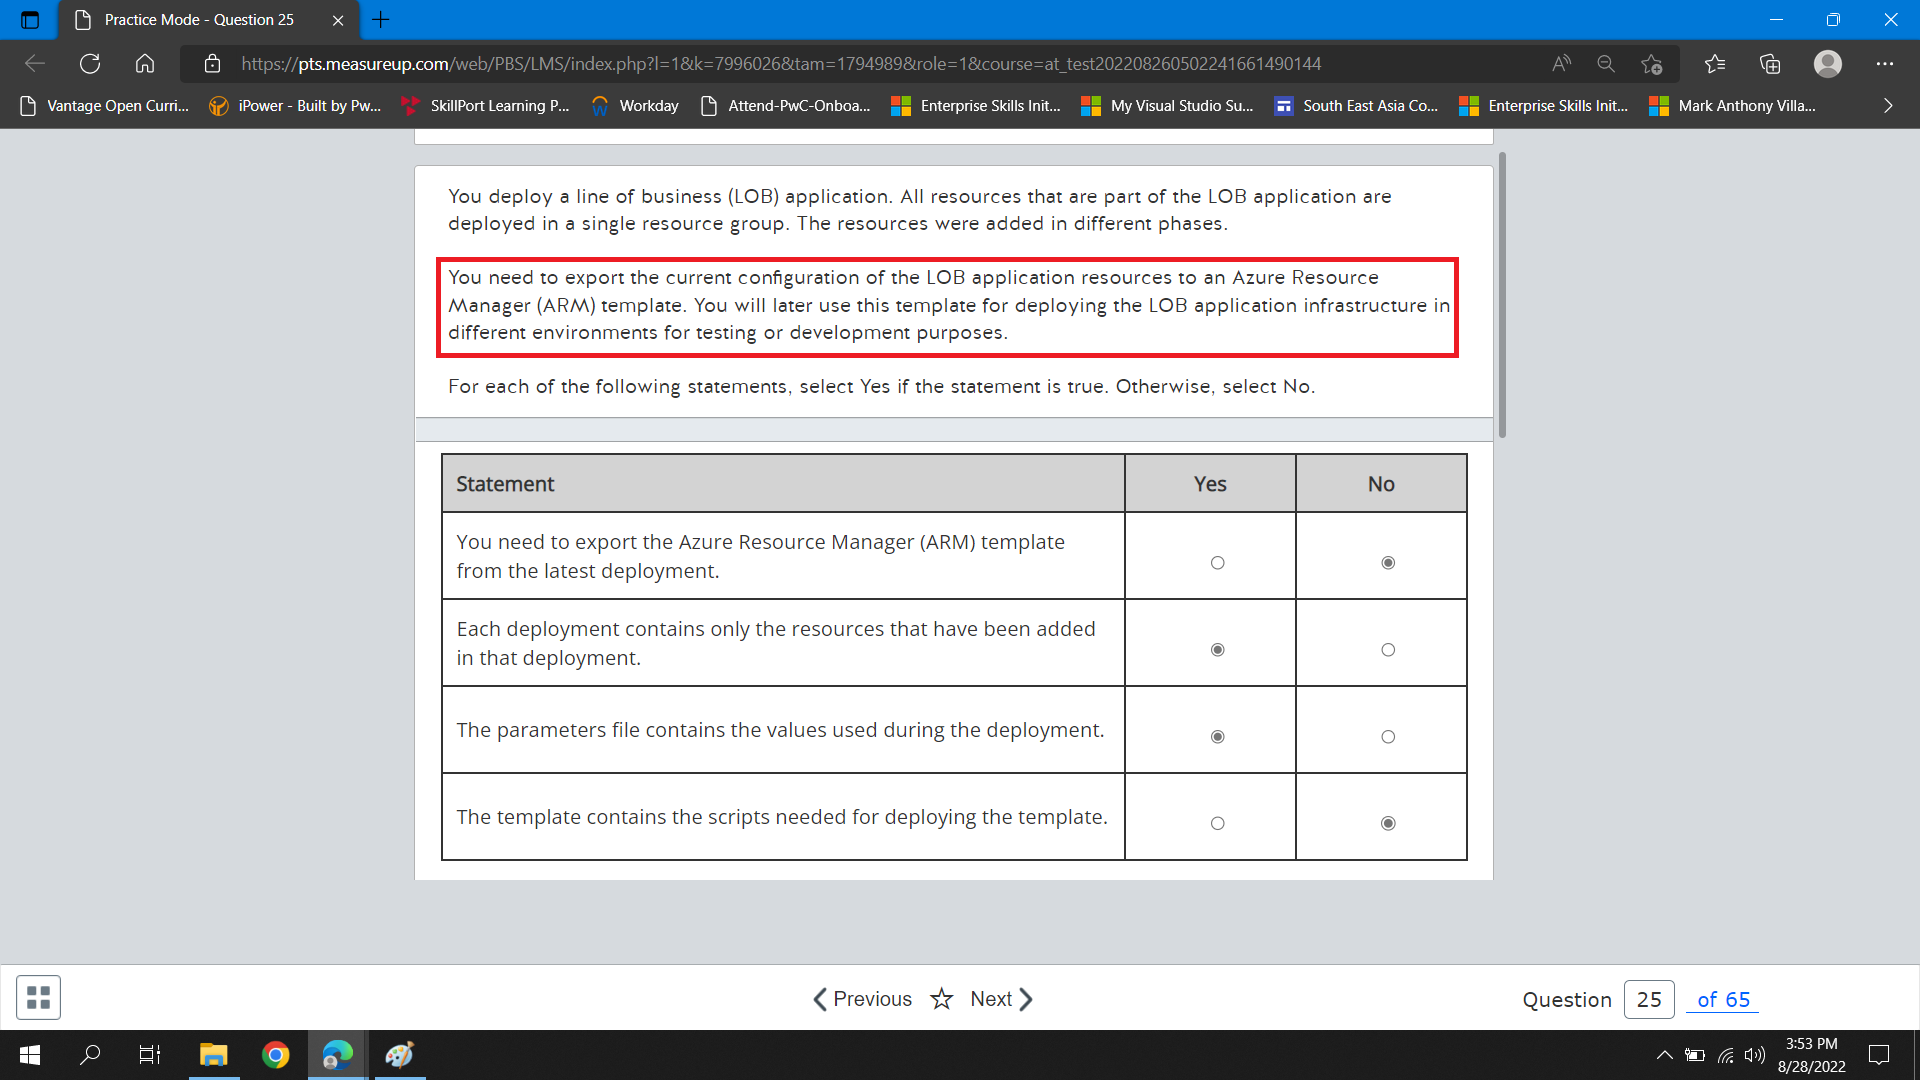 Practice Mode - Question 25
https://pts.measureup.com/web/PBS/LMS/index.php?l=1&k=7996026&tam=1794989&role=1&course=at_test202208260502241661490144
Vantage Open Curri...
iPower - Built by Pw...
SkillPort Learning P...
Workday
Attend-PwC-Onboa...
Enterprise Skills Init...
My Visual Studio Su...
South East Asia Co...
Enterprise Skills Init...
Mark Anthony Villa...
You deploy a line of business (LOB) application. All resources that are part of the LOB application are
deployed in a single resource group. The resources were added in different phases.
You need to export the current configuration of the LOB application resources to an Azure Resource
Manager (ARM) template. You will later use this template for deploying the LOB application infrastructure in
different environments for testing or development purposes.
For each of the following statements, select Yes if the statement is true. Otherwise, select No.
Statement Yes No
You need to export the Azure Resource Manager (ARM) template
from the latest deployment.
Each deployment contains only the resources that have been added
in that deployment.
The parameters file contains the values used during the deployment.
The template contains the scripts needed for deploying the template.
Previous Next
Question 25 of 65
3:53 PM
8/28/2022